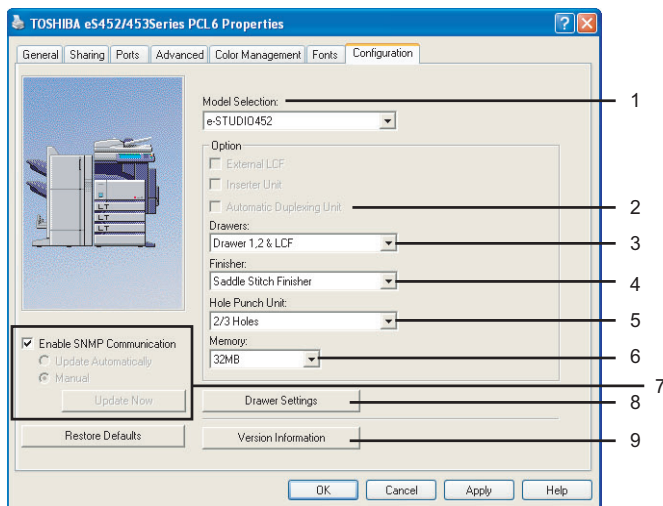 TOSHIBA eS452/453Series PCL6 Properties
General Sharing Ports Advanced Color Management Fonts Configuration
Model Selection:
e-STUDIO452
Option
External LCF
Inserter Unit
Automatic Duplexing Unit
Drawers:
Drawer 1,2 & LCF
Finisher:
Saddle Stitch Finisher
Hole Punch Unit:
2/3 Holes
Memory:
32MB
LT
LT
LT
Enable SNMP Communication
Update Automatically
Manual
Update Now
Drawer Settings
Restore Defaults
Version Information
OK Cancel Apply Help
1
2
3
4
5
6
7
8
9